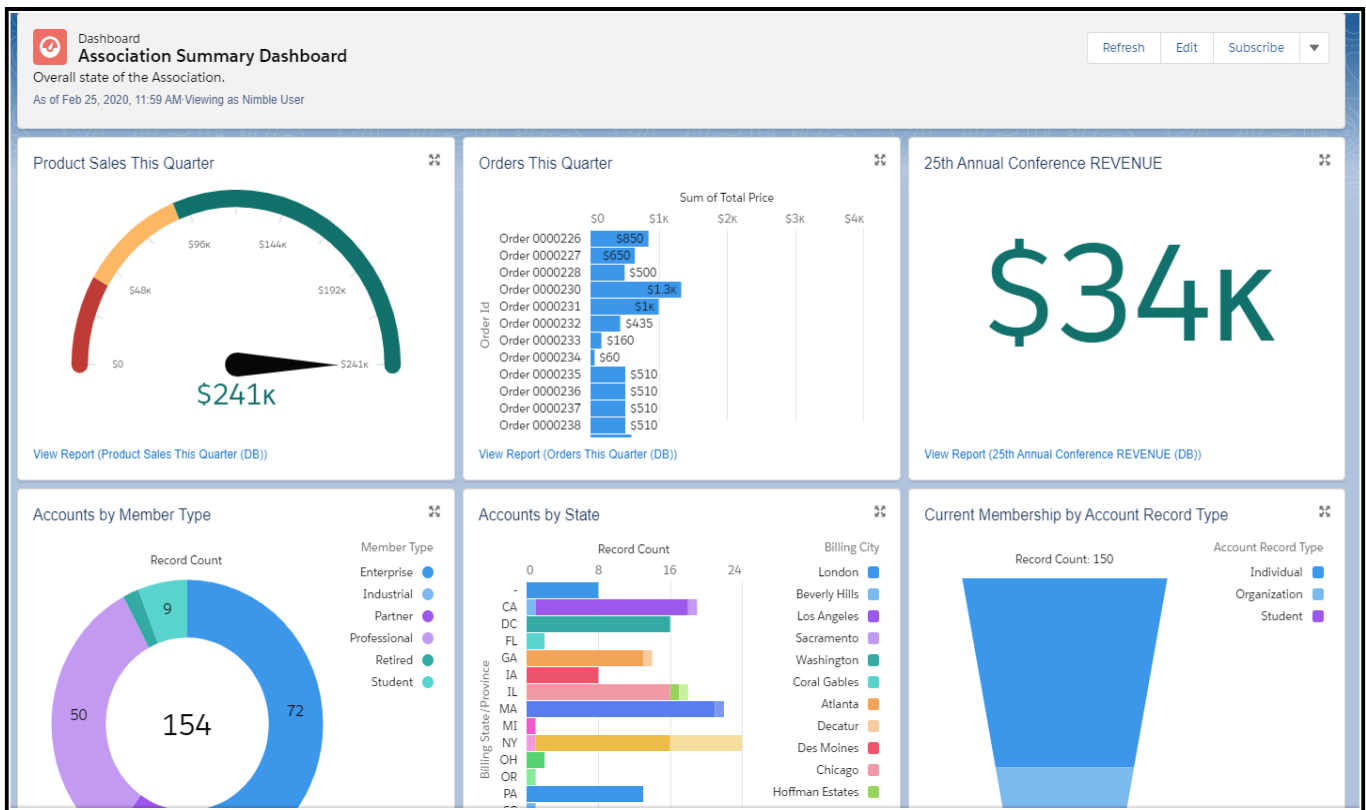 Dashboard
Association Summary Dashboard
Overall state of the Association.
As of Feb 25, 2020, 11:59 AM·Viewing as Nimble User
Refresh
Edit
Subscribe
Product Sales This Quarter
$0
$48K
$96K
$144K
$192K
$241K
$241K
View Report (Product Sales This Quarter (DB))
Orders This Quarter
Sum of Total Price
$0 $1K $2K $3K $4K
Order Id
Order 0000226 $850
Order 0000227 $650
Order 0000228 $500
Order 0000230 $1.3K
Order 0000231 $1K
Order 0000232 $435
Order 0000233 $160
Order 0000234 $60
Order 0000235 $510
Order 0000236 $510
Order 0000237 $510
Order 0000238 $510
View Report (Orders This Quarter (DB))
25th Annual Conference REVENUE
$34K
View Report (25th Annual Conference REVENUE (DB))
Accounts by Member Type
Record Count
Member Type
Enterprise
Industrial
Partner
Professional
Retired
Student
9
50
72
154
Accounts by State
Record Count
0 8 16 24
Billing State/Province
-
CA
DC
FL
GA
IA
IL
MA
MI
NY
OH
OR
PA
Billing City
London
Beverly Hills
Los Angeles
Sacramento
Washington
Coral Gables
Atlanta
Decatur
Des Moines
Chicago
Hoffman Estates
Current Membership by Account Record Type
Record Count: 150
Account Record Type
Individual
Organization
Student